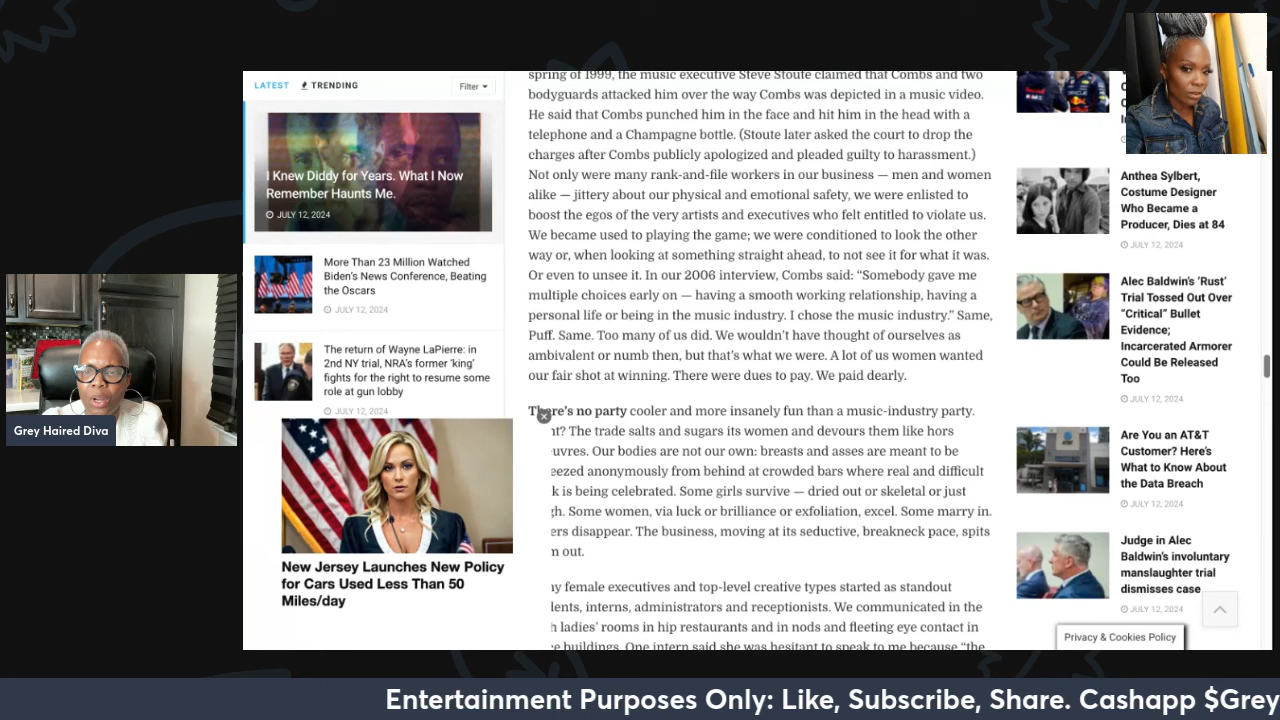 LATEST
TRENDING
Filter
I Knew Diddy for Years. What I Now
Remember Haunts Me.
JULY 12, 2024
More Than 23 Million Watched
Biden's News Conference, Beating
the Oscars
JULY 12, 2024
The return of Wayne LaPierre: in
2nd NY trial, NRA's former 'king'
fights for the right to resume some
role at gun lobby
JULY 12, 2024
New Jersey Launches New Policy
for Cars Used Less Than 50
Miles/day
Grey Haired Diva
spring of 1999, the music executive Steve Stoute claimed that Combs and two
bodyguards attacked him over the way Combs was depicted in a music video.
He said that Combs punched him in the face and hit him in the head with a
telephone and a Champagne bottle. (Stoute later asked the court to drop the
charges after Combs publicly apologized and pleaded guilty to harassment.)
Not only were many rank-and-file workers in our business — men and women
alike — jittery about our physical and emotional safety, we were enlisted to
boost the egos of the very artists and executives who felt entitled to violate us.
We became used to playing the game; we were conditioned to look the other
way or, when looking at something straight ahead, to not see it for what it was.
Or even to unsee it. In our 2006 interview, Combs said: “Somebody gave me
multiple choices early on — having a smooth working relationship, having a
personal life or being in the music industry. I chose the music industry.” Same,
Puff. Same. Too many of us did. We wouldn’t have thought of ourselves as
ambivalent or numb then, but that’s what we were. A lot of us women wanted
our fair shot at winning. There were dues to pay. We paid dearly.
There’s no party cooler and more insanely fun than a music-industry party.
The trade salts and sugars its women and devours them like hors
Our bodies are not our own: breasts and asses are meant to be
anonymously from behind at crowded bars where real and difficult
is being celebrated. Some girls survive — dried out or skeletal or just
Some women, via luck or brilliance or exfoliation, excel. Some marry in.
disappear. The business, moving at its seductive, breakneck pace, spits
out.
female executives and top-level creative types started as standout
interns, administrators and receptionists. We communicated in the
ladies’ rooms in hip restaurants and in nods and fleeting eye contact in
buildings. One intern said she was hesitant to speak to me because “the
Anthea Sylbert,
Costume Designer
Who Became a
Producer, Dies at 84
JULY 12, 2024
Alec Baldwin’s ‘Rust’
Trial Tossed Out Over
“Critical” Bullet
Evidence;
Incarcerated Armorer
Could Be Released
Too
JULY 12, 2024
Are You an AT&T
Customer? Here’s
What to Know About
the Data Breach
JULY 12, 2024
Judge in Alec
Baldwin’s involuntary
manslaughter trial
dismisses case
JULY 12, 2024
Privacy & Cookies Policy
Entertainment Purposes Only: Like, Subscribe, Share. Cashapp $Grey